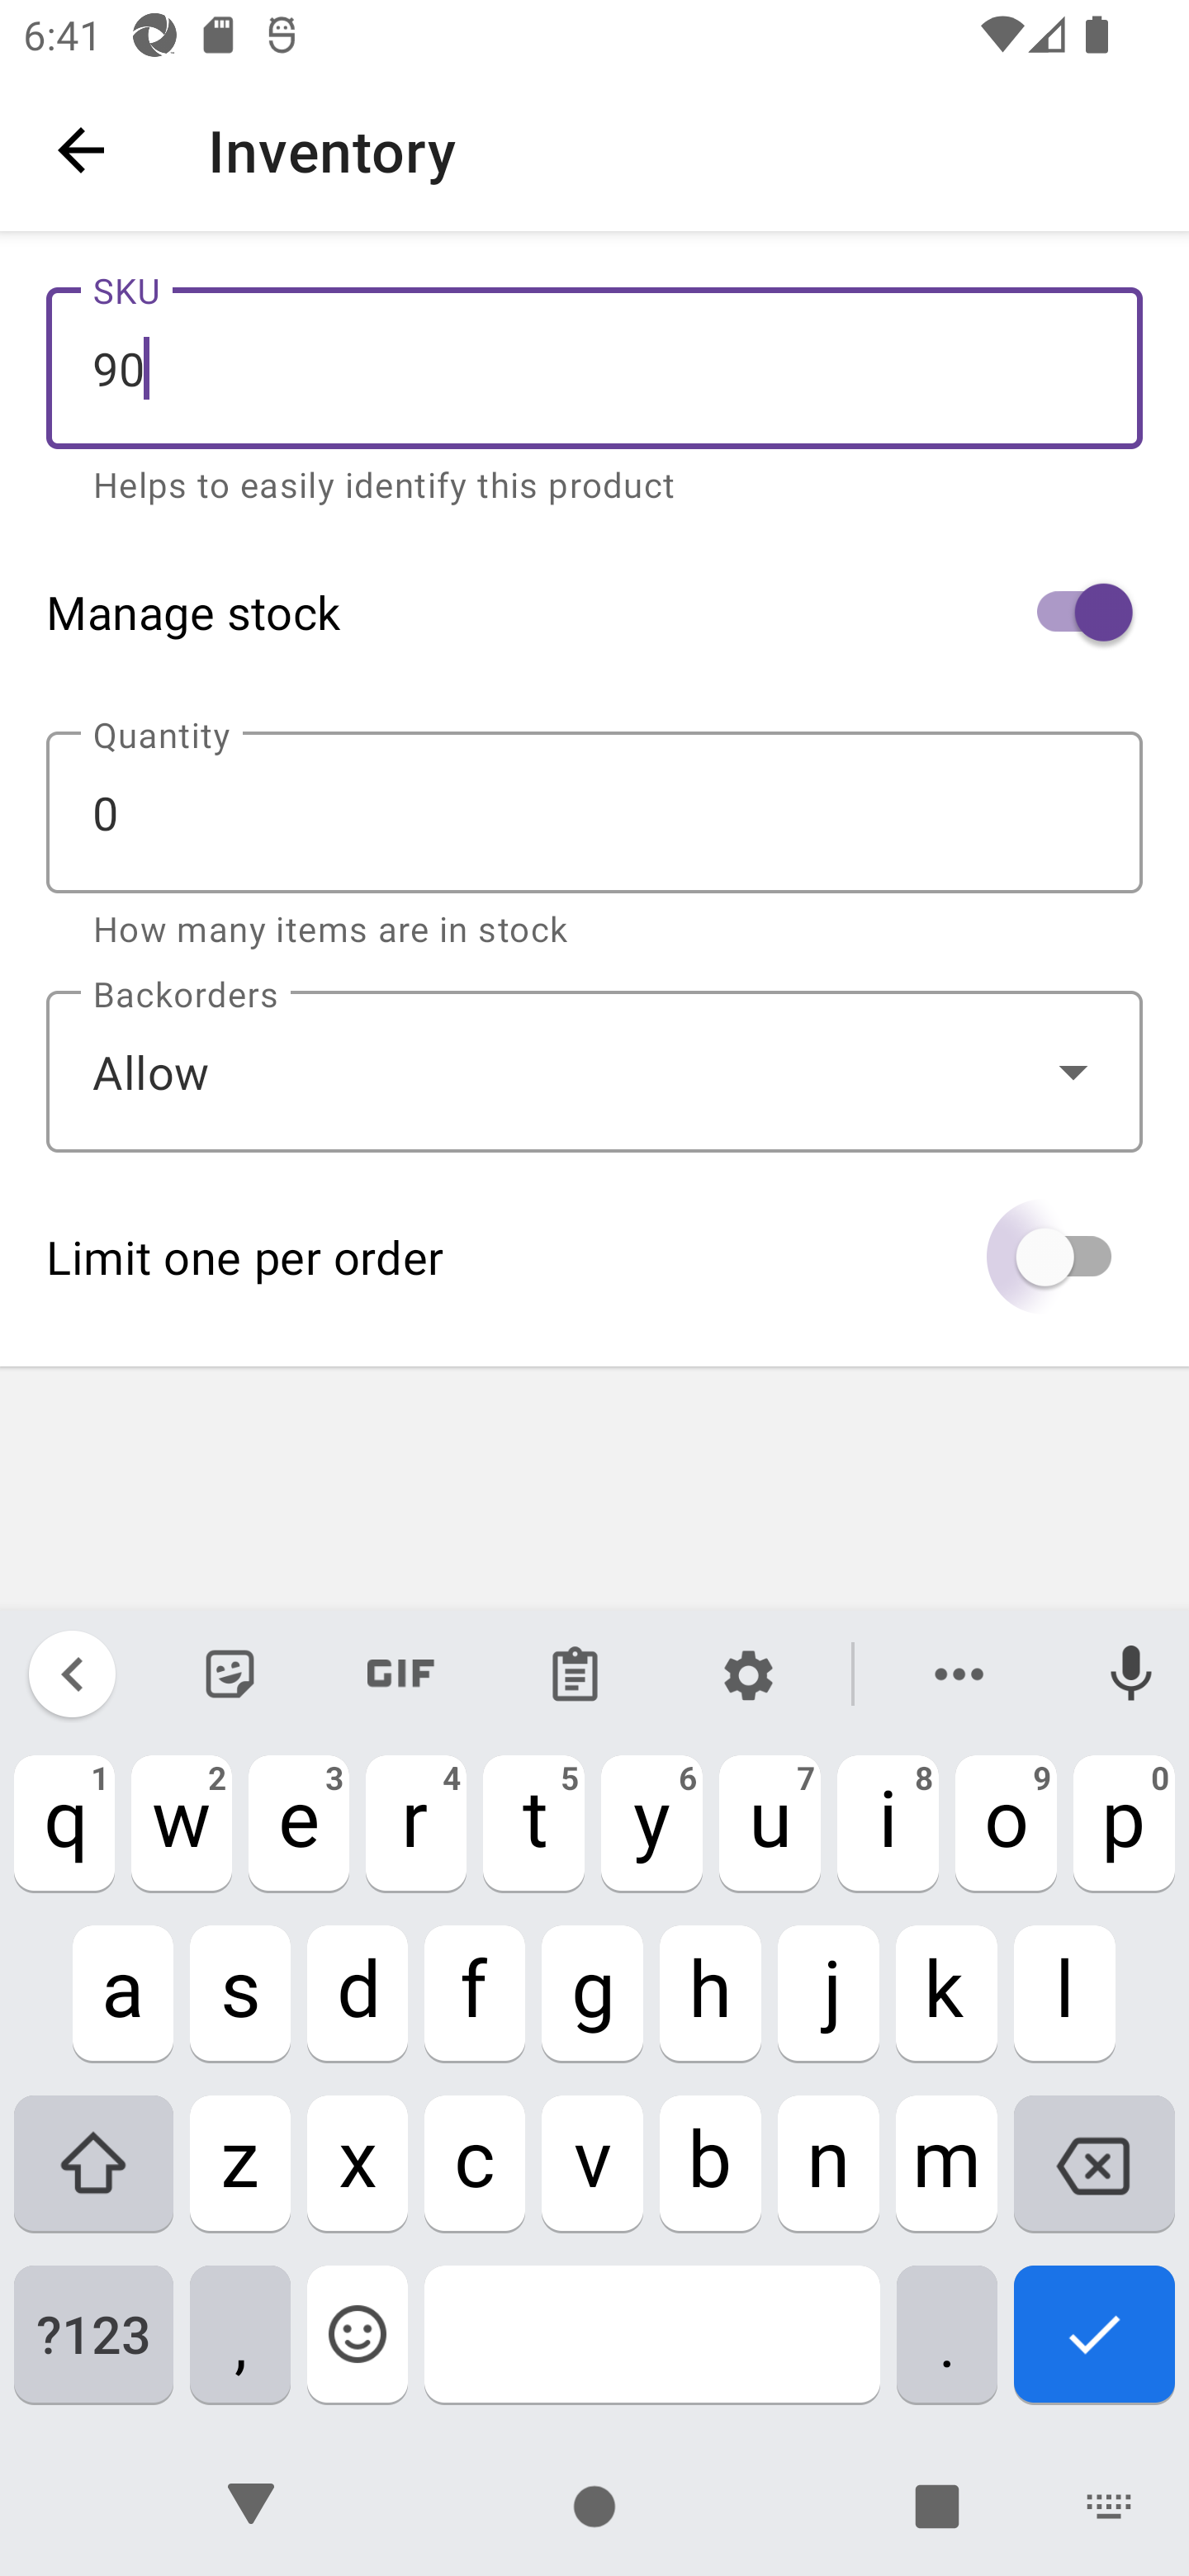 6:41
Inventory
SKU
90
Helps to easily identify this product
Manage stock
Quantity
0
How many items are in stock
Backorders
Allow
Limit one per order
GIF
q1 w2 e3 r4 t5 y6 u7 i8 o9 p0
a s d f g h j k l
z x c v b n m
?123 , .